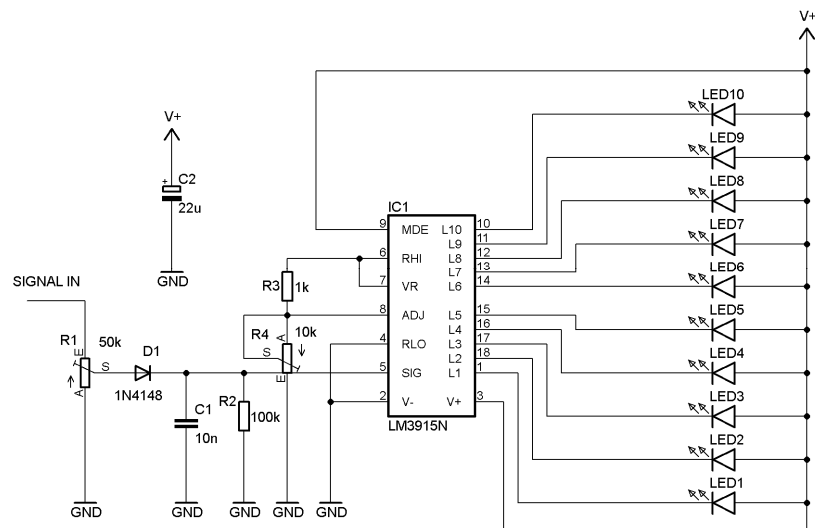 V+
LED10
LED9
V+
C2
+
22u
LED8
IC1
LED7
9 MDE L10 10
L9 11
6 RHI L8 12
L7 13
7 VR L6 14
LED6
GND
SIGNAL IN
R3 1k
8 ADJ L5 15
LED5
L4 16
R1 50k
E
S
A
R4 10k
A
S
E
4 RLO L3 17
L2 18
LED4
D1
1N4148
5 SIG L1 1
C1
10n
R2
100k
LED3
2 V- V+ 3
LM3915N
LED2
LED1
GND GND GND GND GND